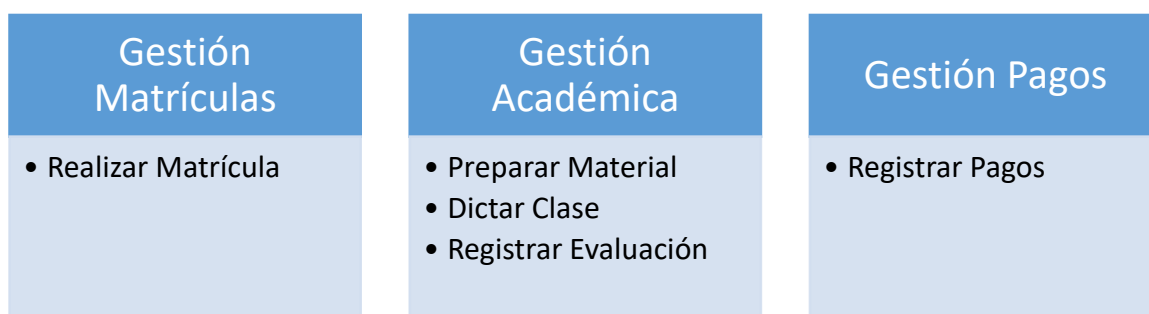 Gestión
Matrículas
• Realizar Matrícula
Gestión
Académica
• Preparar Material
• Dictar Clase
• Registrar Evaluación
Gestión Pagos
• Registrar Pagos